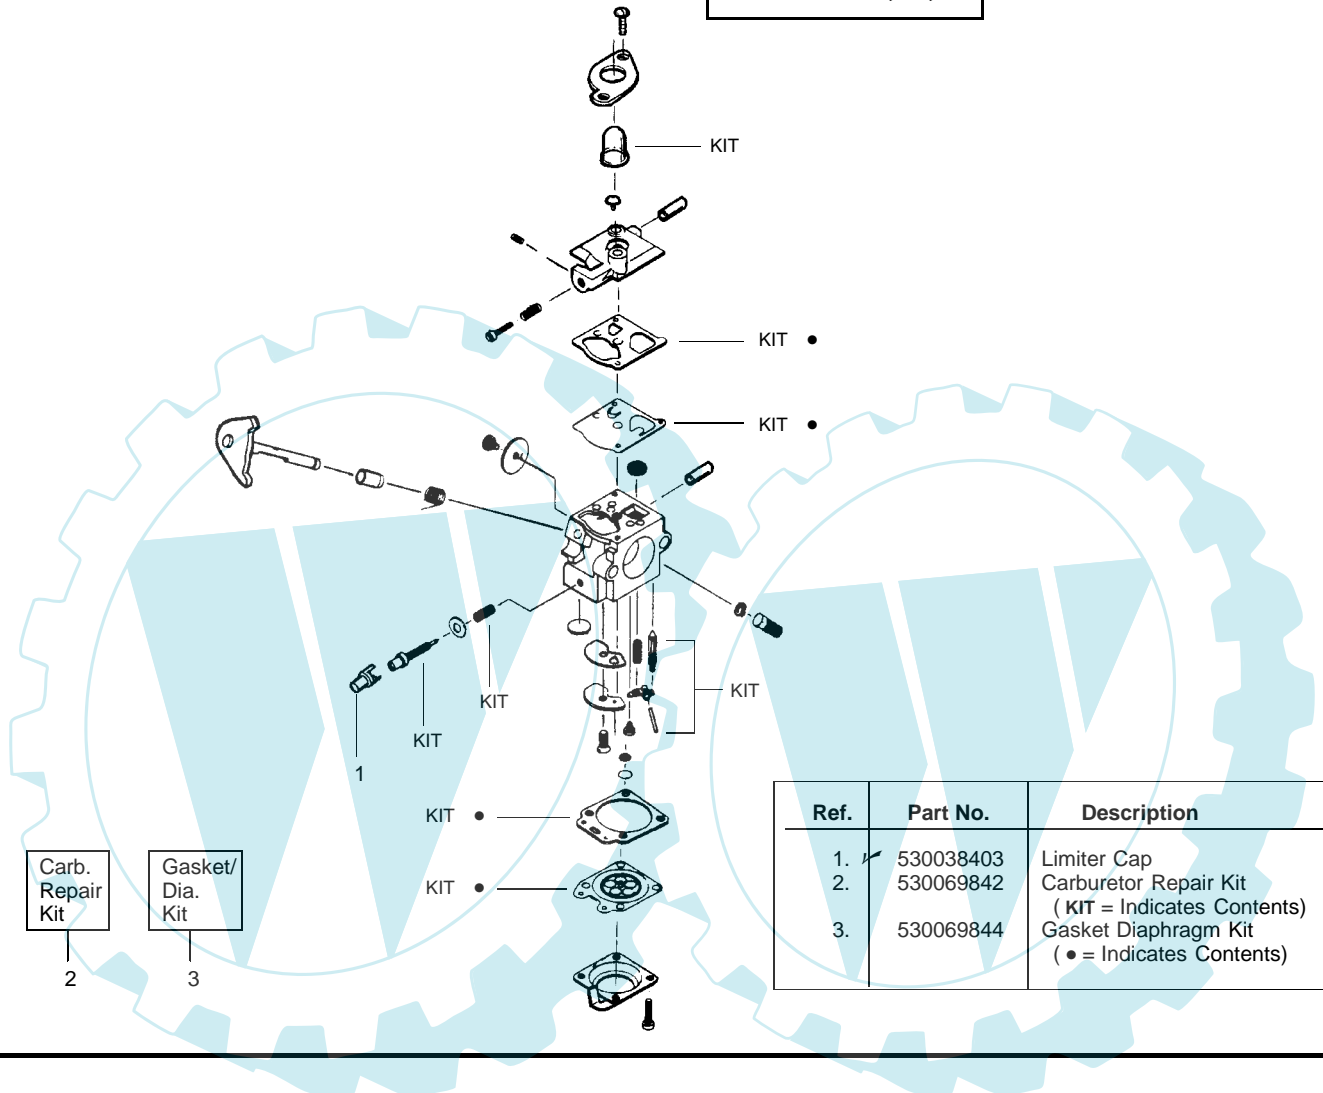 KIT
KIT ●
KIT ●
KIT
KIT
KIT
1
KIT ●
KIT ●
Carb.
Repair
Kit
2
Gasket/
Dia.
Kit
3
Ref. Part No. Description
1. 530038403 Limiter Cap
2. 530069842 Carburetor Repair Kit
( KIT = Indicates Contents)
3. 530069844 Gasket Diaphragm Kit
( ● = Indicates Contents)